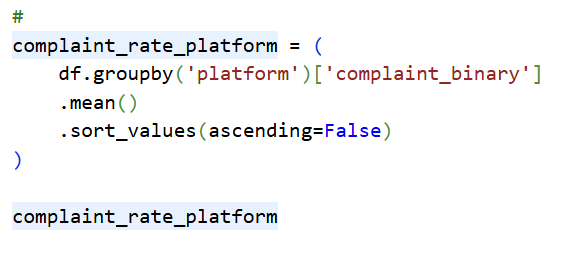 #
complaint_rate_platform = (
    df.groupby('platform')['complaint_binary']
    .mean()
    .sort_values(ascending=False)
)
complaint_rate_platform